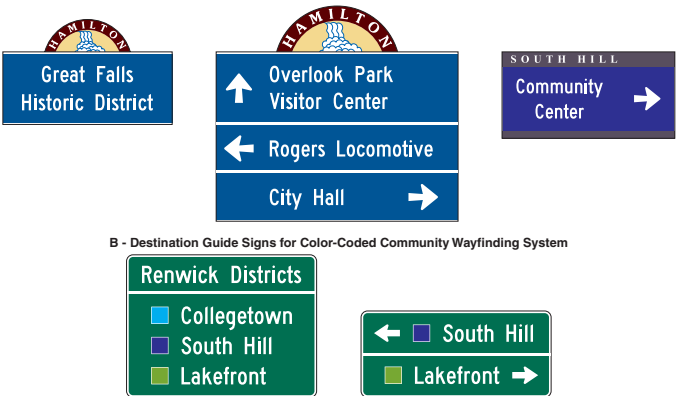 HAMILTON
Great Falls
Historic District
HAMILTON
Overlook Park
Visitor Center
Rogers Locomotive
City Hall
SOUTH HILL
Community
Center
B - Destination Guide Signs for Color-Coded Community Wayfinding System
Renwick Districts
Collegetown
South Hill
Lakefront
South Hill
Lakefront